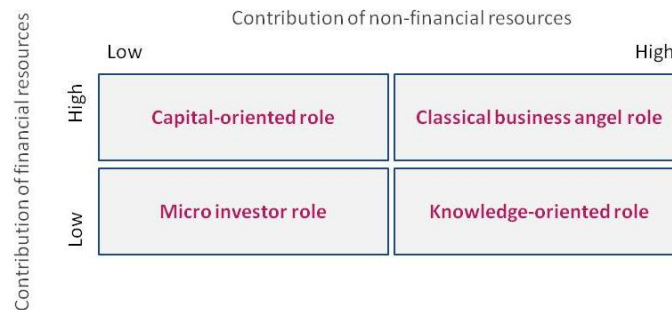 Contribution of non-financial resources
Low High
Contribution of financial resources
High
Capital-oriented role Classical business angel role
Low
Micro investor role Knowledge-oriented role